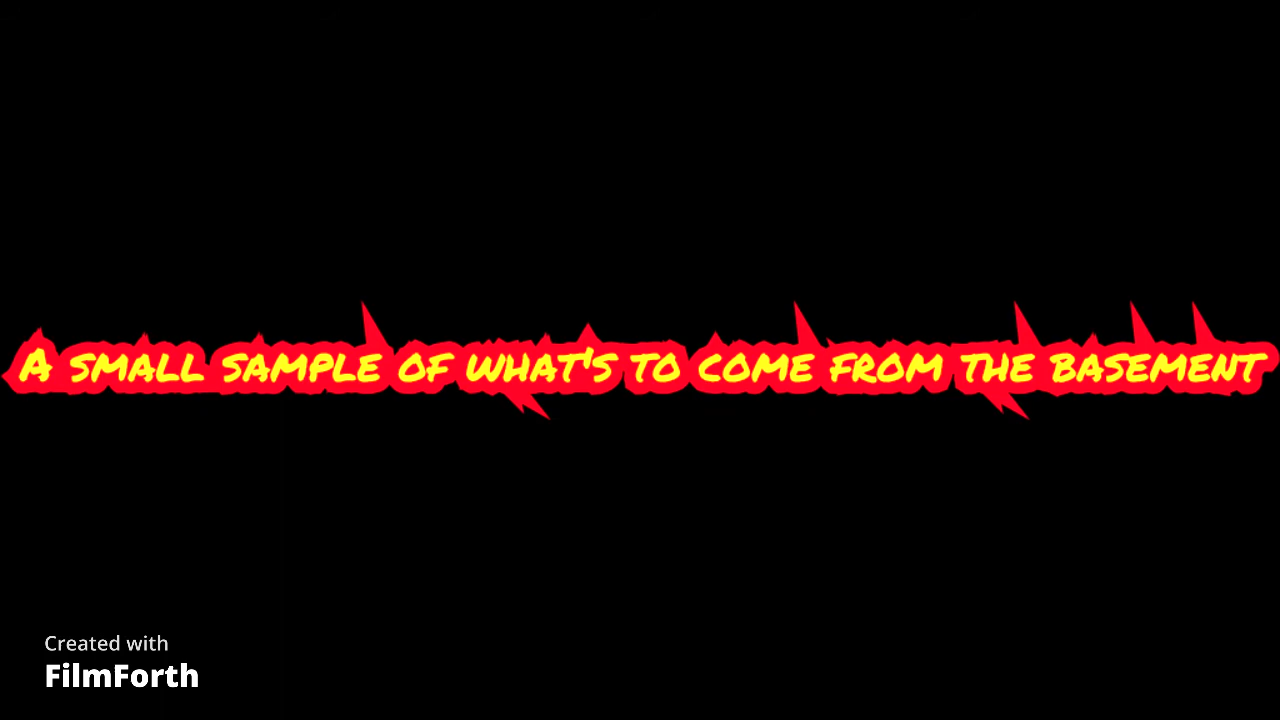 A small sample of what's to come from the basement
Created with
FilmForth